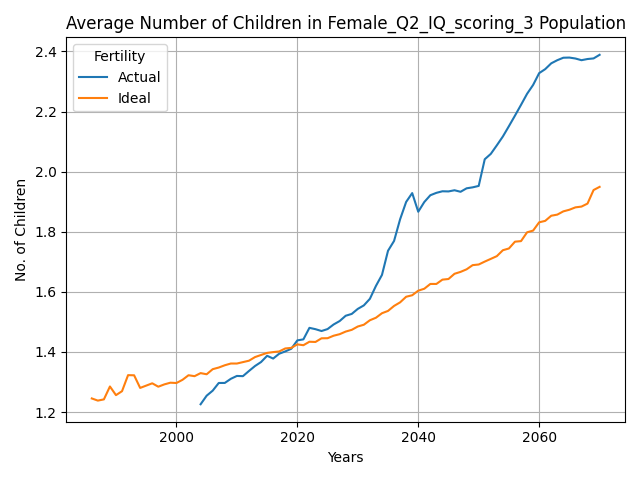 Average Number of Children in Female_Q2_IQ_scoring_3 Population
Fertility
Actual
Ideal
No. of Children
2.4
2.2
2.0
1.8
1.6
1.4
1.2
2000
2020
2040
2060
Years